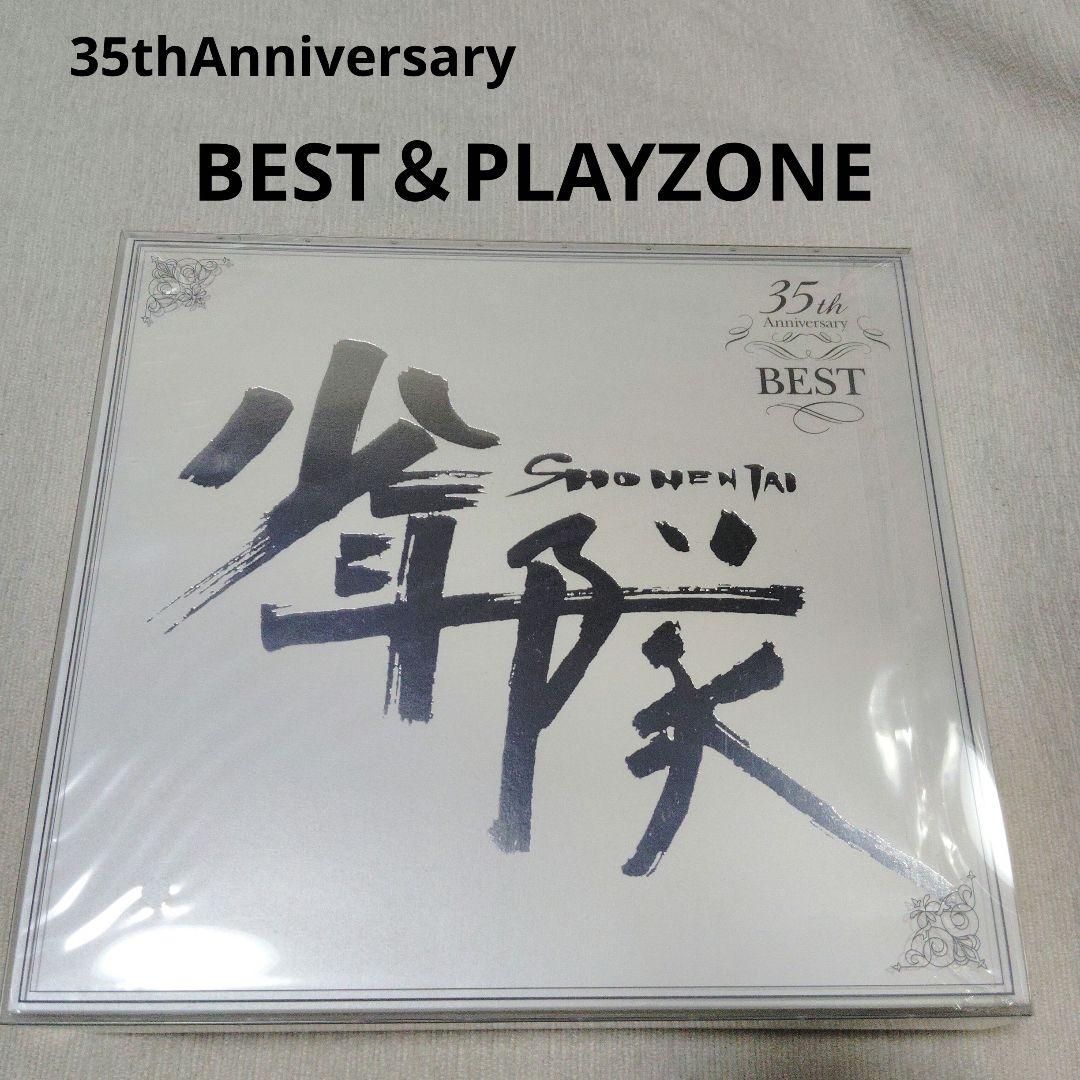 35thAnniversary
BEST＆PLAYZONE
35th
Anniversary
BEST
SHONENTAI
少年隊